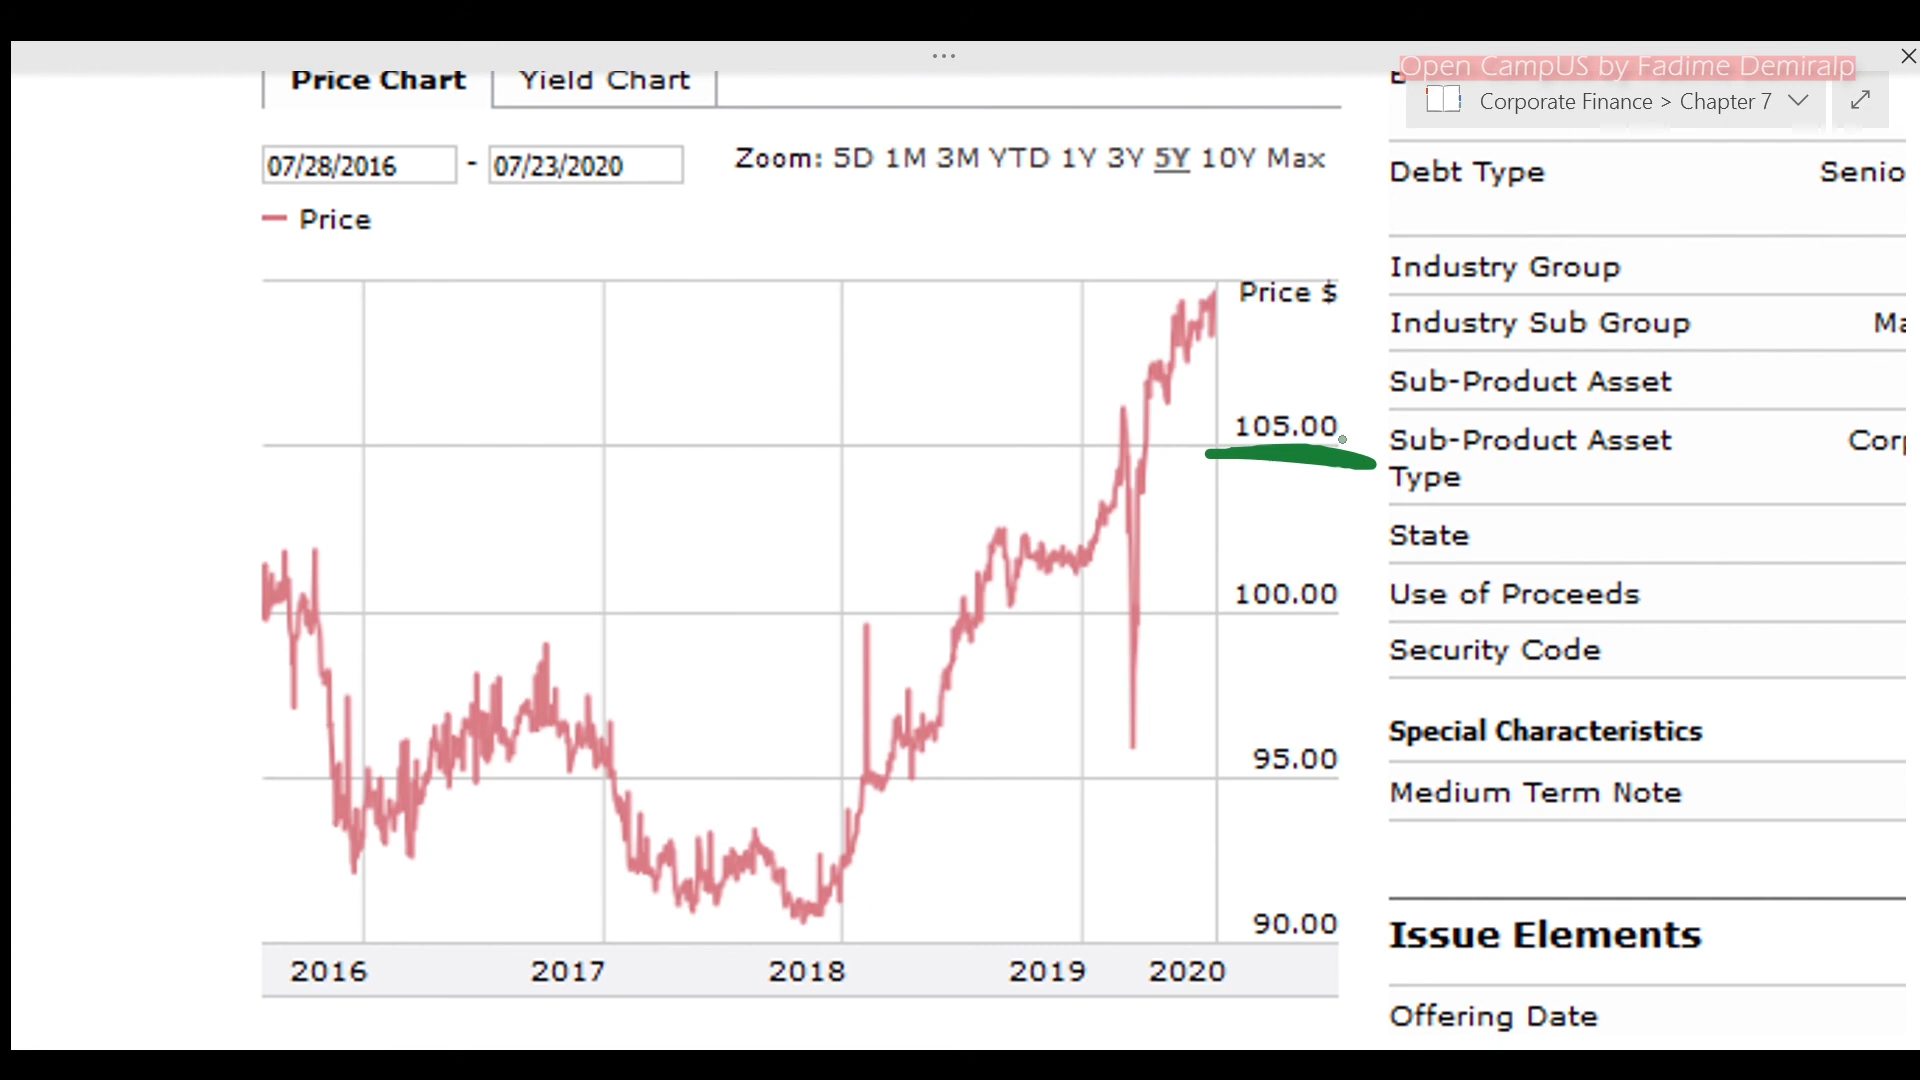 Open CampUS by Fadime Demiralp
Corporate Finance > Chapter 7
Price Chart Yield Chart
07/28/2016 - 07/23/2020 Zoom: 5D 1M 3M YTD 1Y 3Y 5Y 10Y Max
Price
Price $
105.00
100.00
95.00
90.00
2016 2017 2018 2019 2020
Debt Type Senio
Industry Group
Industry Sub Group Ma
Sub-Product Asset
Sub-Product Asset Corp
Type
State
Use of Proceeds
Security Code
Special Characteristics
Medium Term Note
Issue Elements
Offering Date